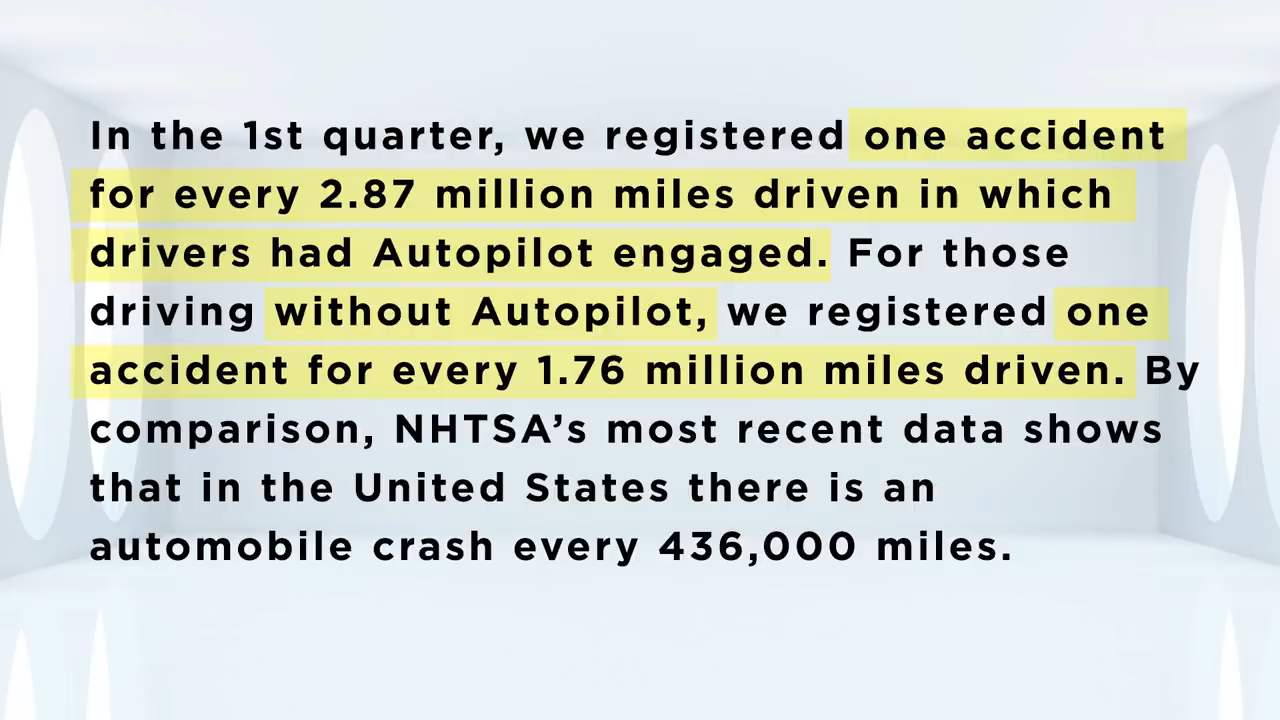 In the 1st quarter, we registered one accident
for every 2.87 million miles driven in which
drivers had Autopilot engaged. For those
driving without Autopilot, we registered one
accident for every 1.76 million miles driven. By
comparison, NHTSA’s most recent data shows
that in the United States there is an
automobile crash every 436,000 miles.